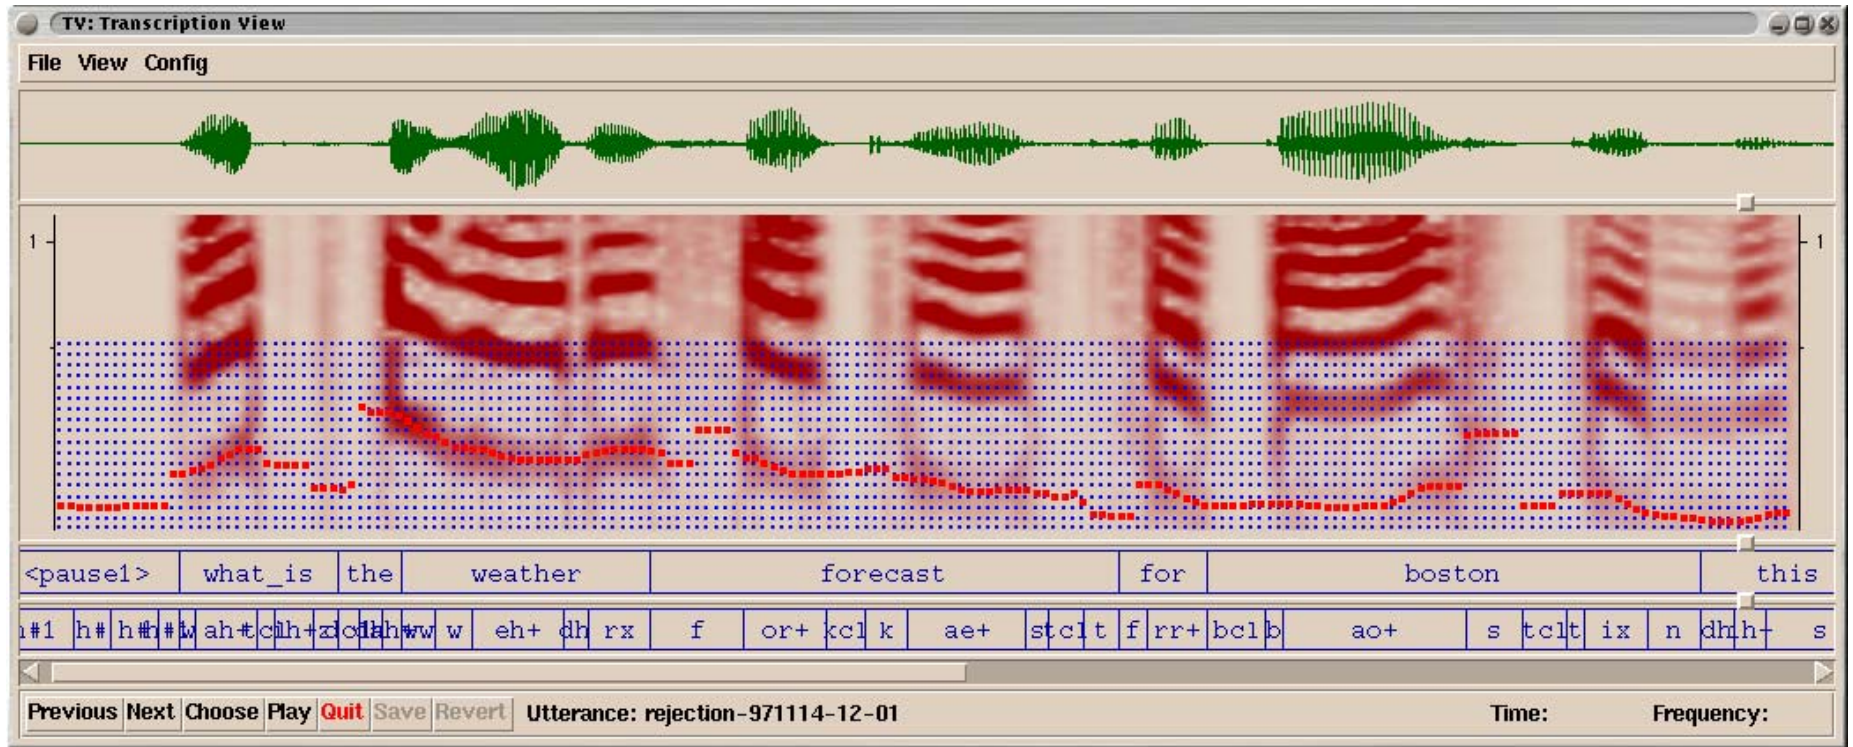 TV: Transcription View
File View Config
1 1
<pause1> what_is the weather forecast for boston this
h# w eh+ dh rx f or+ kcl k ae+ s tcl t f rr+ bcl b ao+ s tcl t ix n dh s
Previous Next Choose Play Quit Save Revert Utterance: rejection-971114-12-01 Time: Frequency: